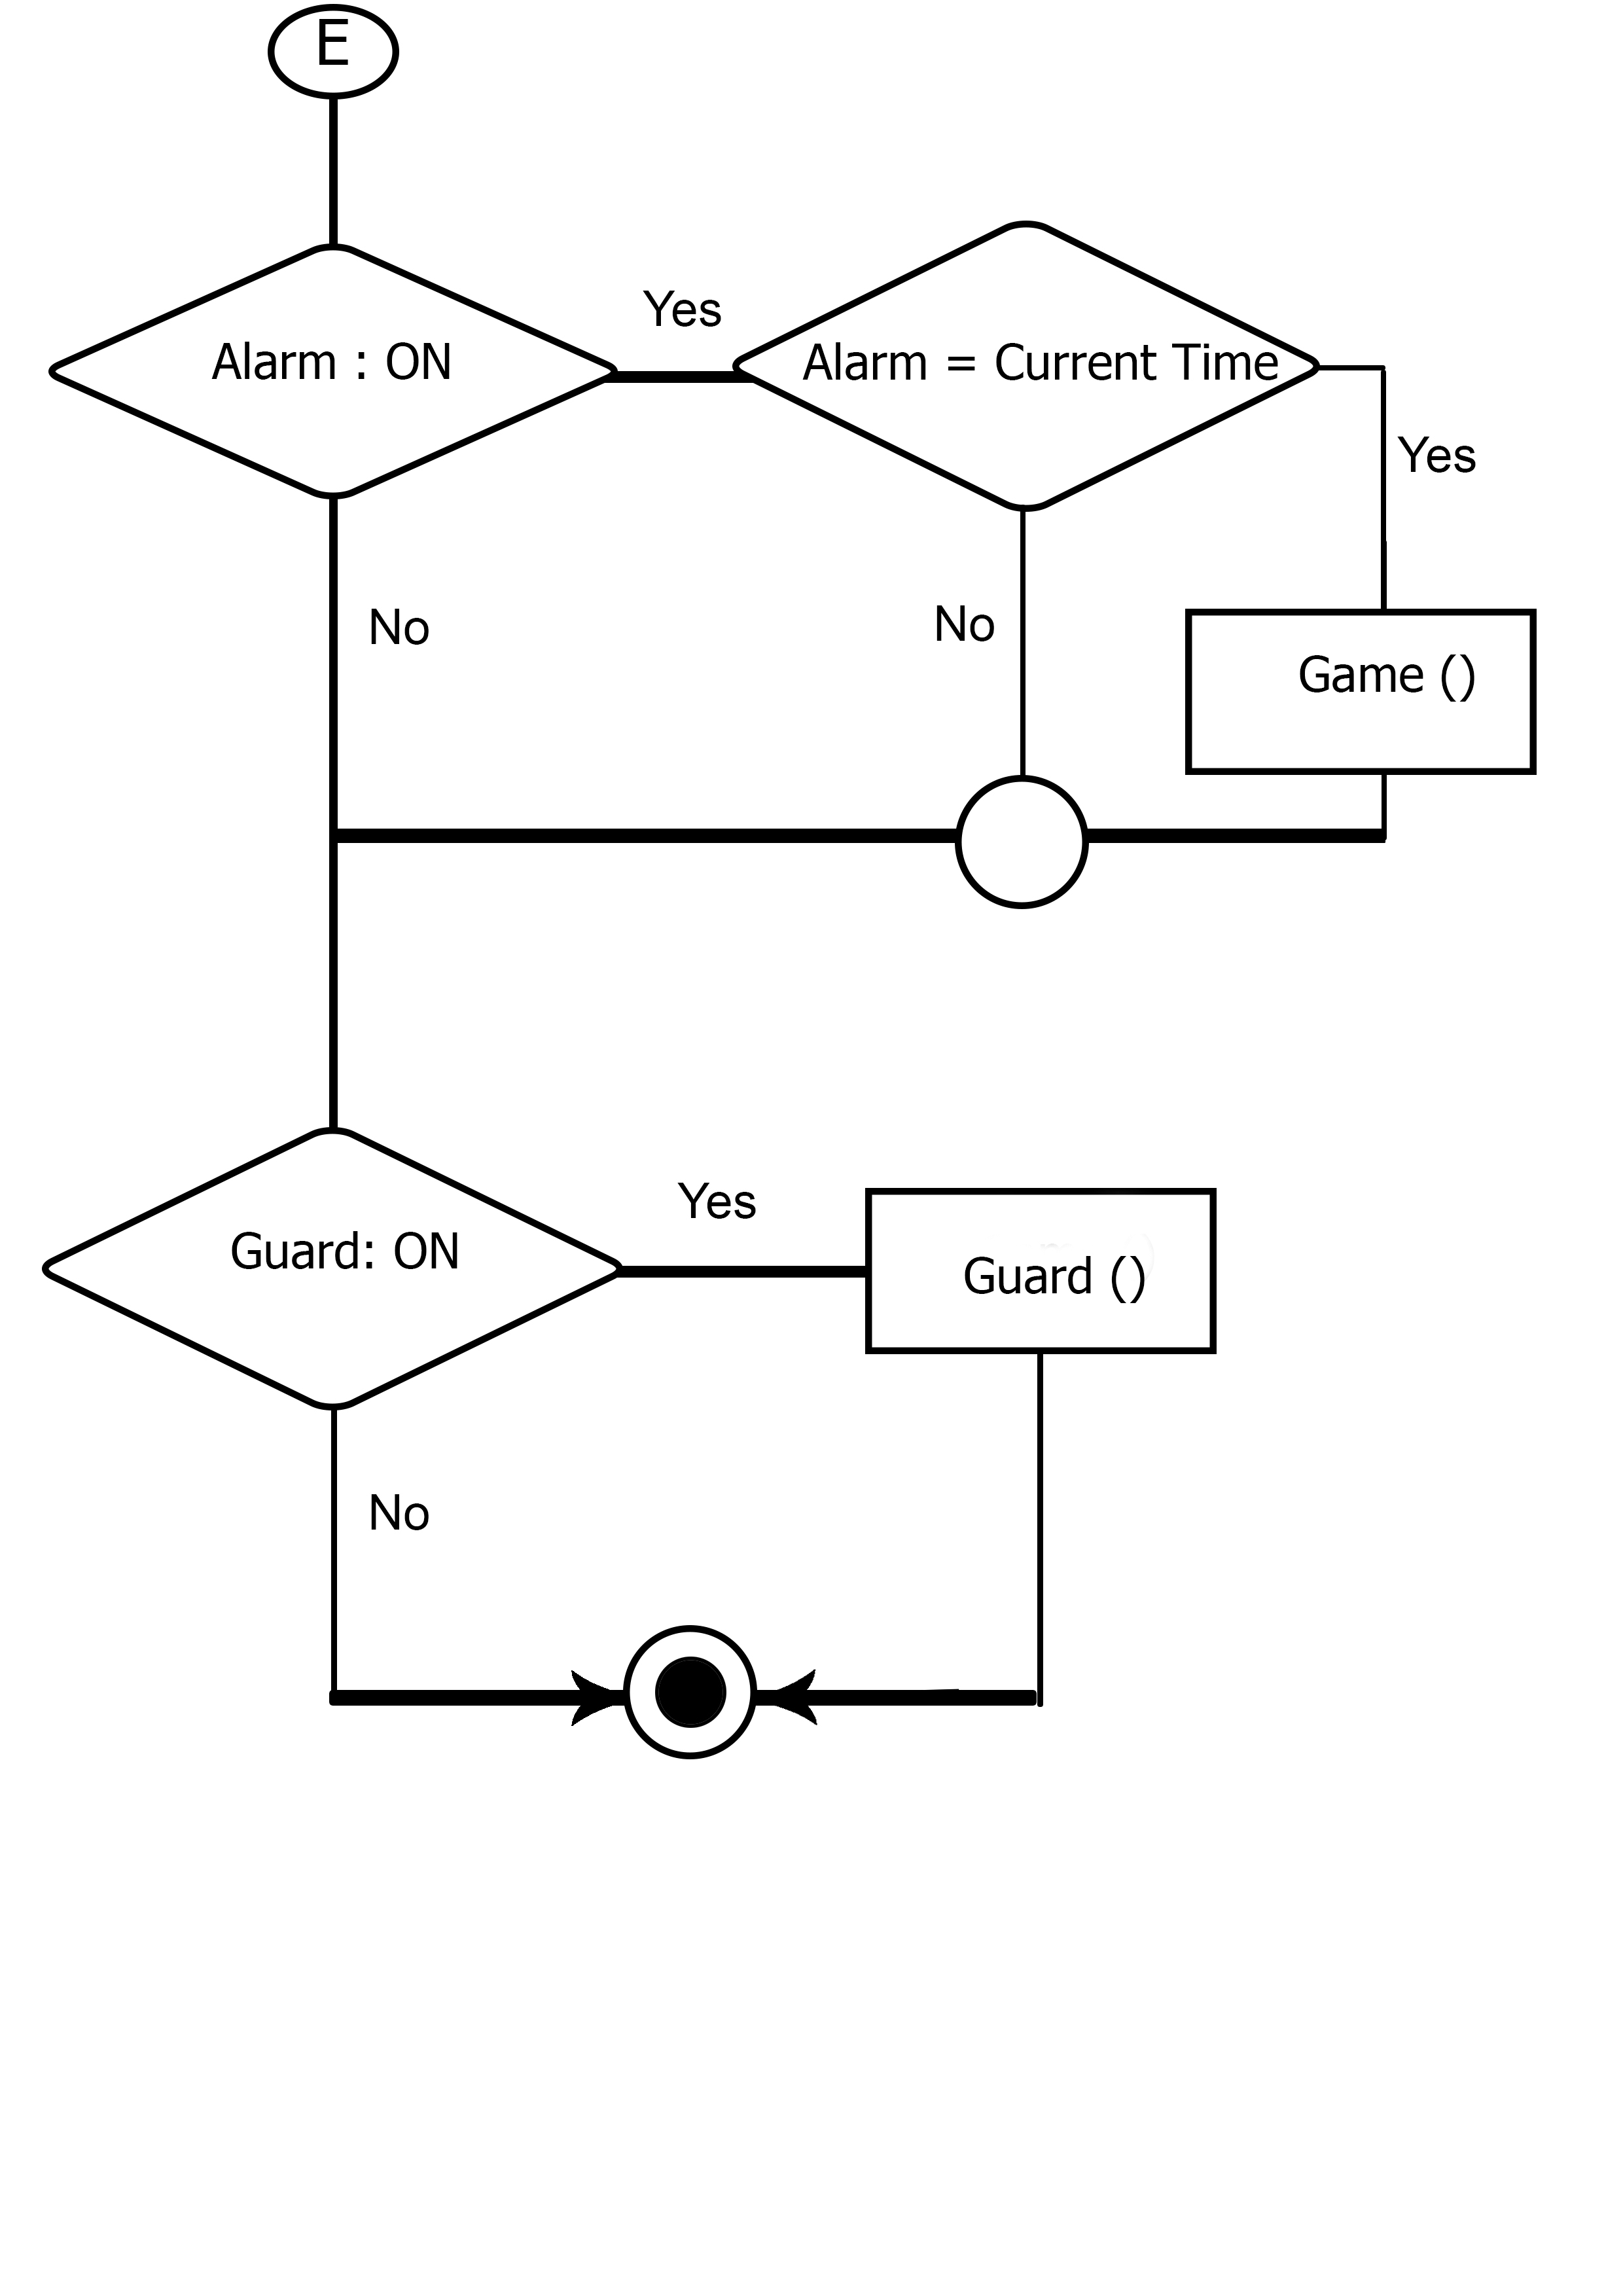 E
Yes
Alarm : ON
Alarm = Current Time
Yes
No
No
Game ()
Yes
Guard: ON
Guard ()
No